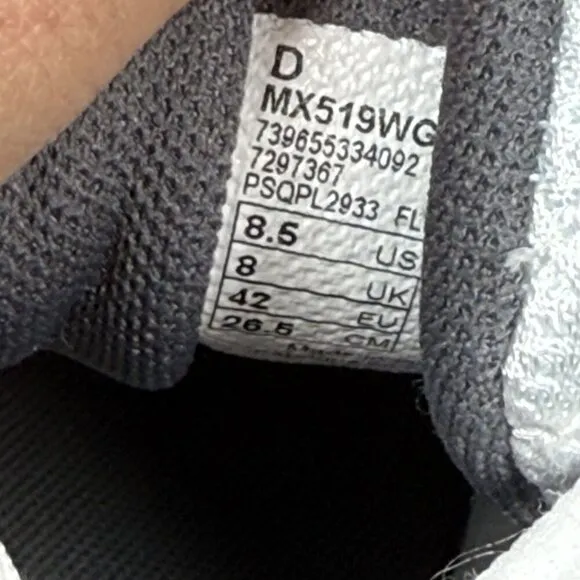 D
MX519WG
739655334092
7297367
PSQPL2933 FL
8.5 US
8 UK
42 EU
26.5 CM